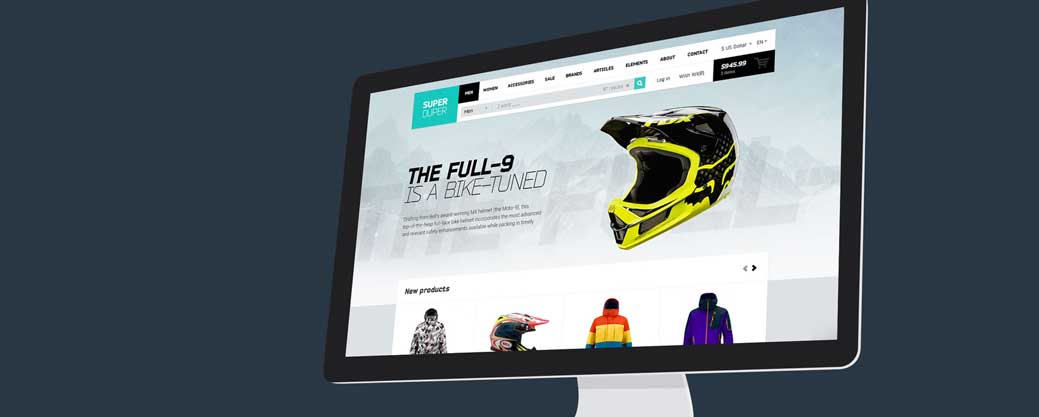 MEN WOMEN ACCESSORIES SALE BRANDS ARTICLES ELEMENTS ABOUT CONTACT
$ US Dollar EN
SUPER
DUPER
Men
I want ......
Log in
Wish list(0)
$945.99
3 items
THE FULL-9
IS A BIKE-TUNED
Drafting from Bell's award-winning MX helmet (the Moto-9), this
top-of-the-heap full-face bike helmet incorporates the most advanced
and relevant safety enhancements available while packing in timely
FOX
New products